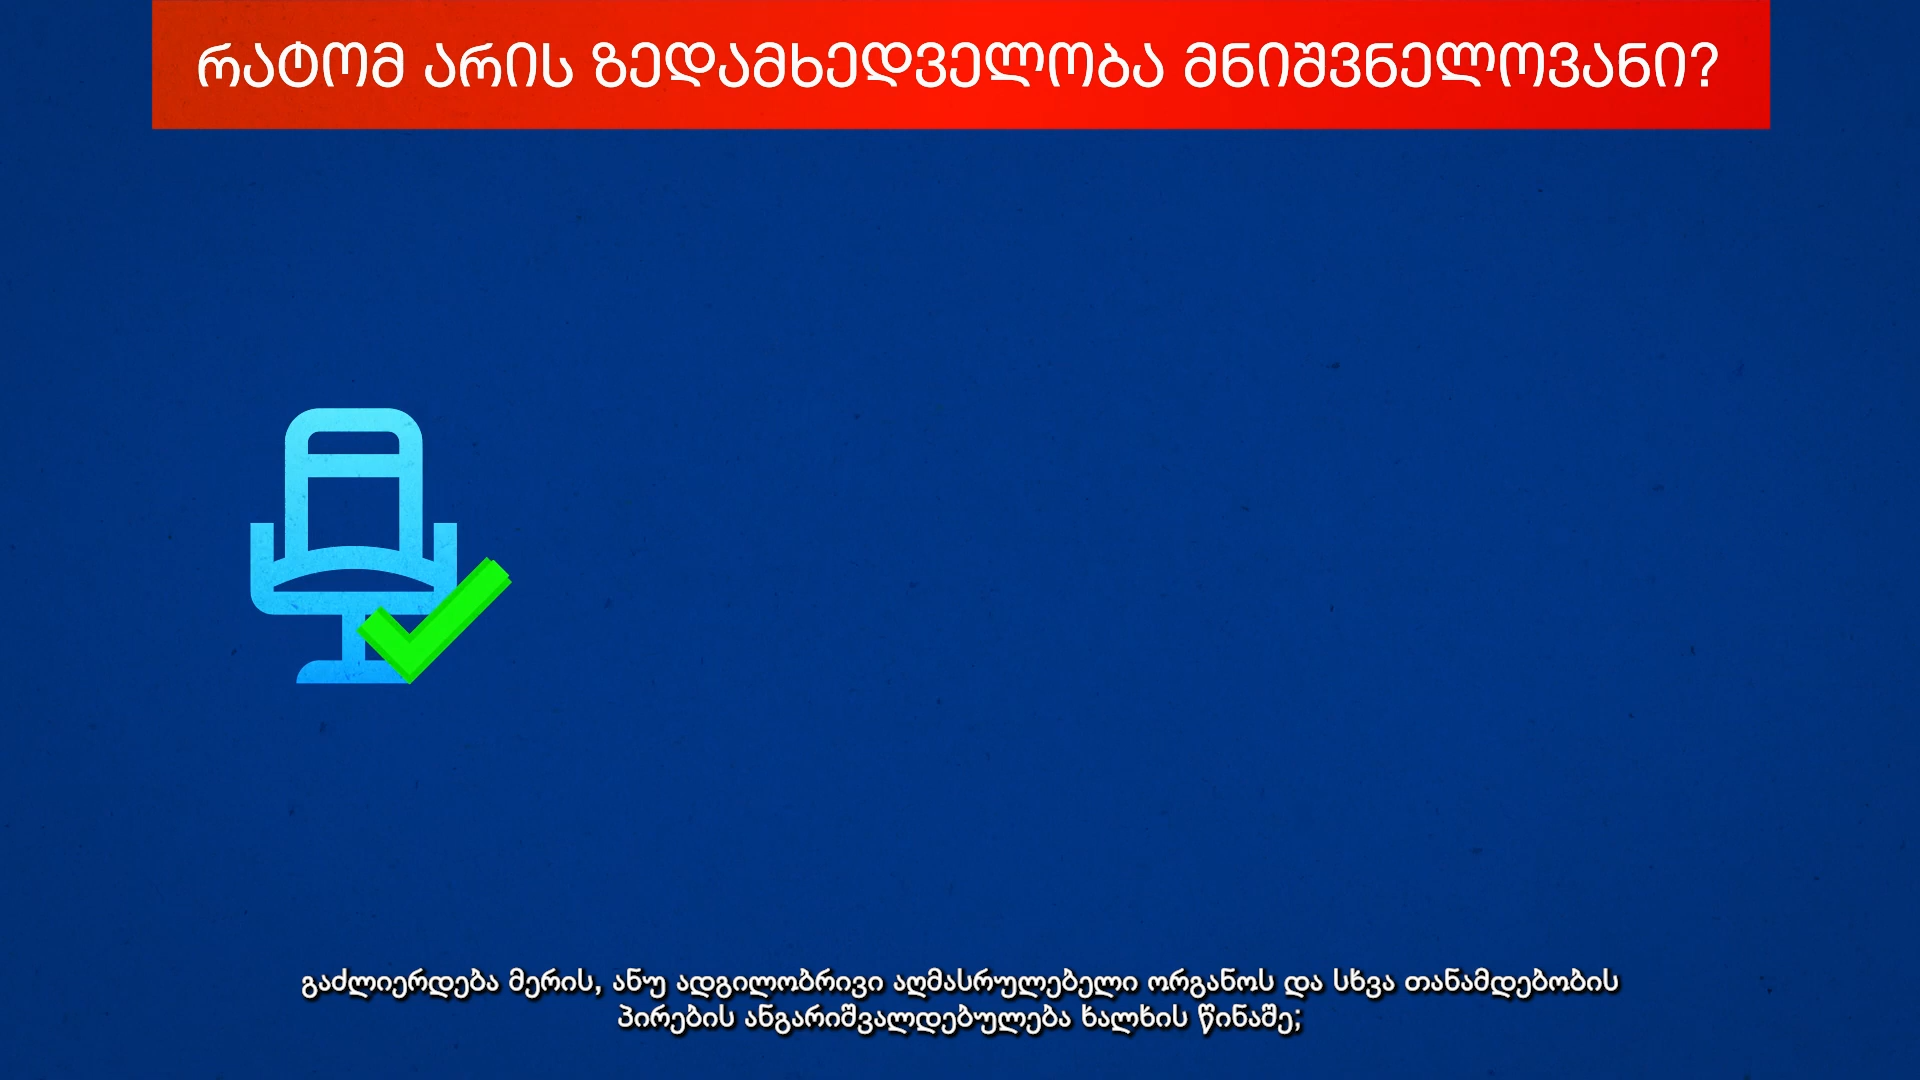 რატომ არის ზედამხედველობა მნიშვნელოვანი?
გაძლიერდება მერის, ანუ ადგილობრივი აღმასრულებელი ორგანოს და სხვა თანამდებობის
პირების ანგარიშვალდებულება ხალხის წინაშე;